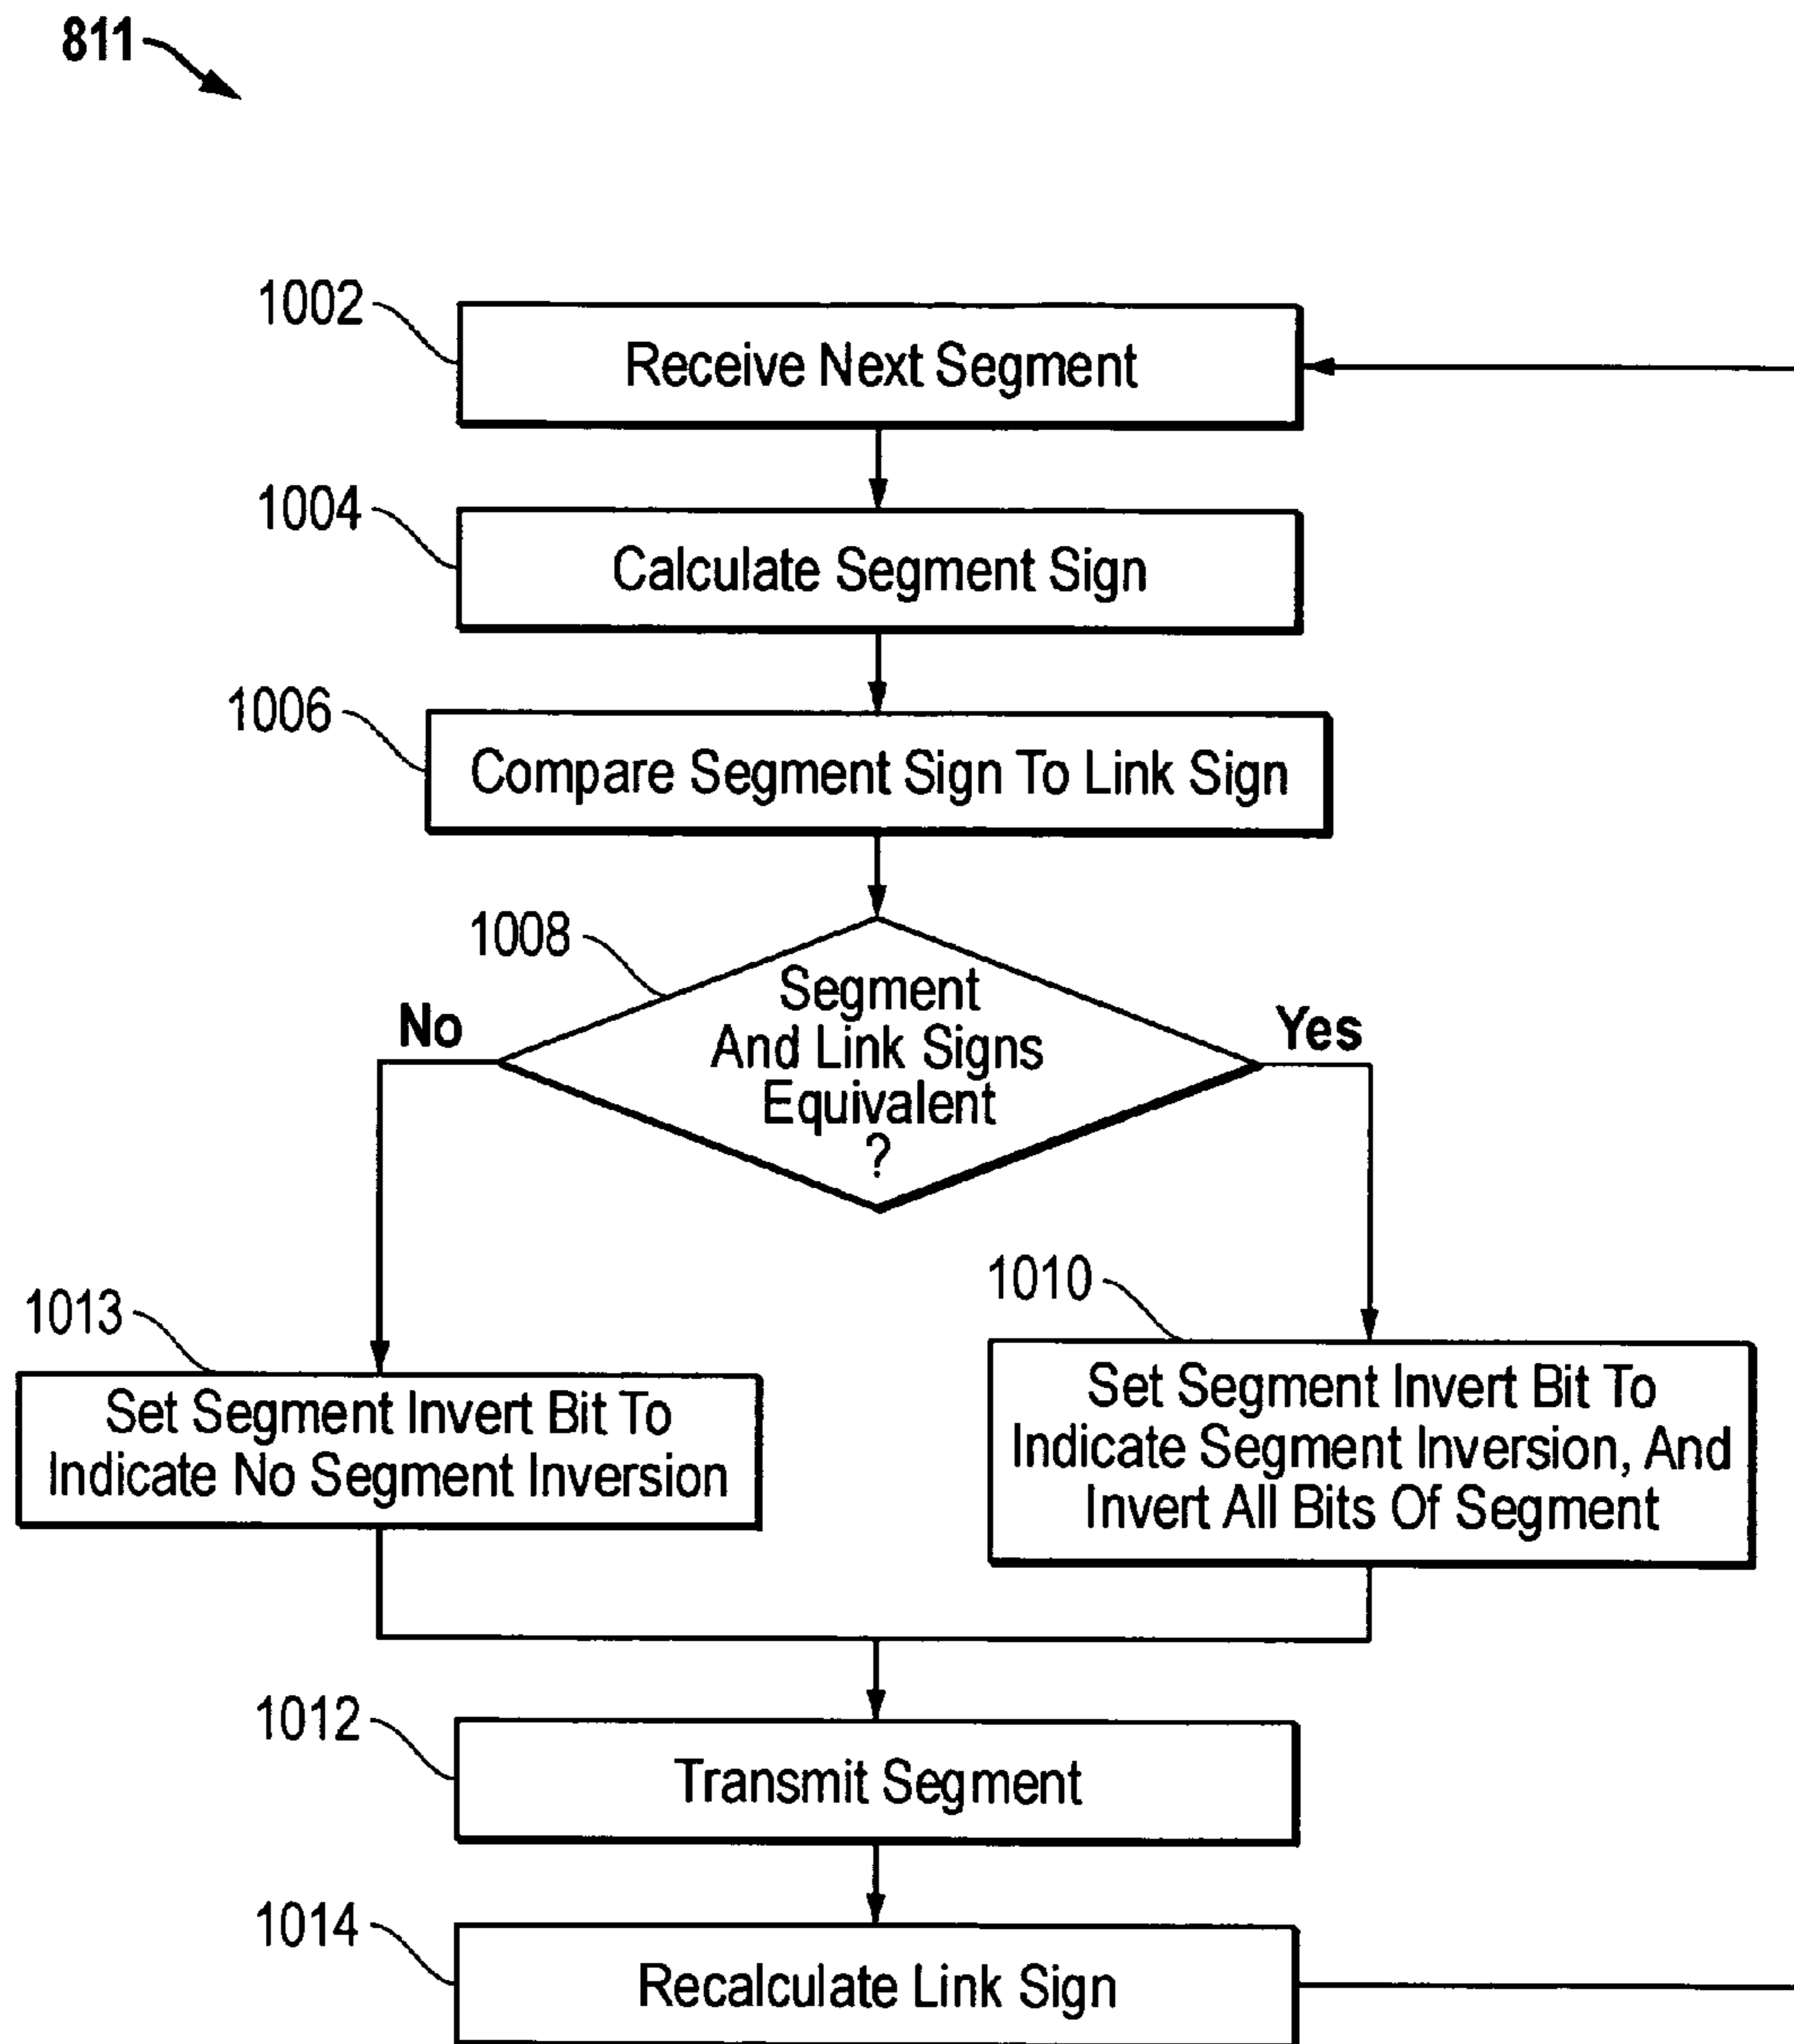 811
1002
Receive Next Segment
1004
Calculate Segment Sign
1006
Compare Segment Sign To Link Sign
1008
Segment
And Link Signs
Equivalent
?
No
Yes
1013
Set Segment Invert Bit To
Indicate No Segment Inversion
1010
Set Segment Invert Bit To
Indicate Segment Inversion, And
Invert All Bits Of Segment
1012
Transmit Segment
1014
Recalculate Link Sign